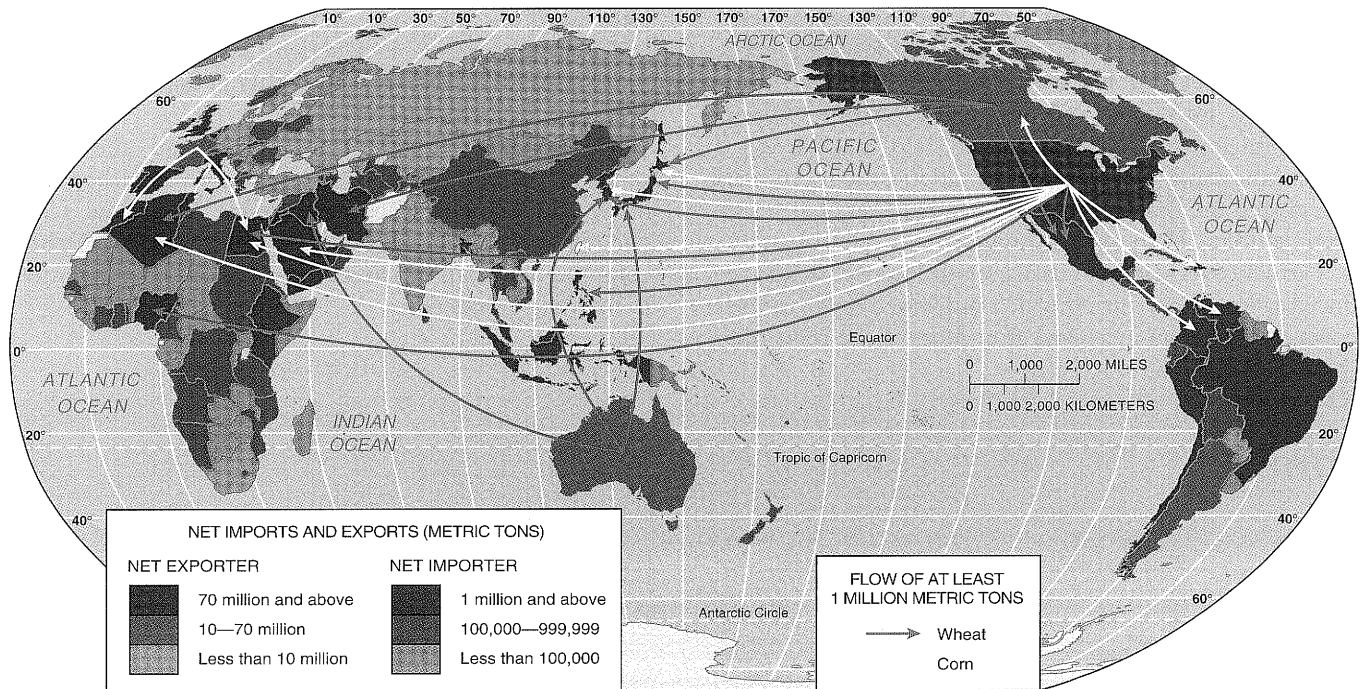 10° 10° 30° 50° 70° 90° 110° 130° 150° 170° 170° 150° 130° 110° 90° 70° 50°
ARCTIC OCEAN
60° 60°
PACIFIC
OCEAN
40° 40°
ATLANTIC
OCEAN
20° 20°
Equator
0° 0°
0 1,000 2,000 MILES
0 1,000 2,000 KILOMETERS
ATLANTIC
OCEAN
INDIAN
OCEAN
20° 20°
Tropic of Capricorn
40° 40°
NET IMPORTS AND EXPORTS (METRIC TONS)
NET EXPORTER
70 million and above
10—70 million
Less than 10 million
NET IMPORTER
1 million and above
100,000—999,999
Less than 100,000
FLOW OF AT LEAST
1 MILLION METRIC TONS
Wheat
Corn
Antarctic Circle
60°